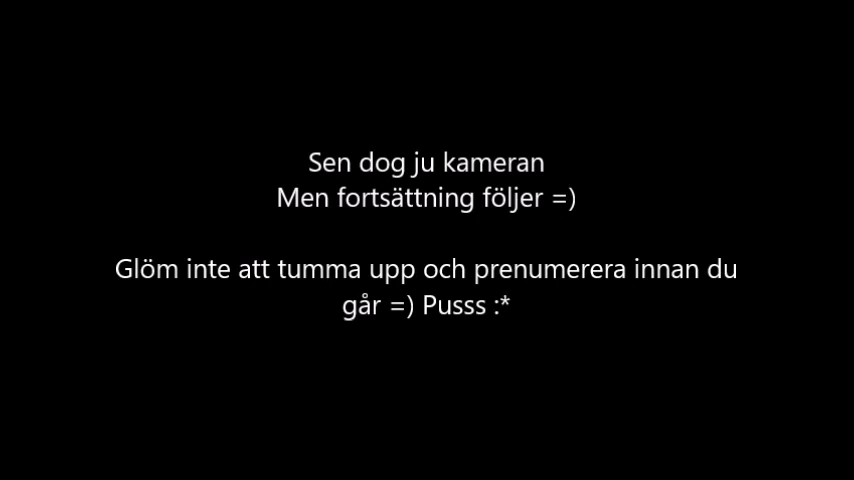 Sen dog ju kameran
Men fortsättning följer =)
Glöm inte att tumma upp och prenumerera innan du
går =) Pusss :*